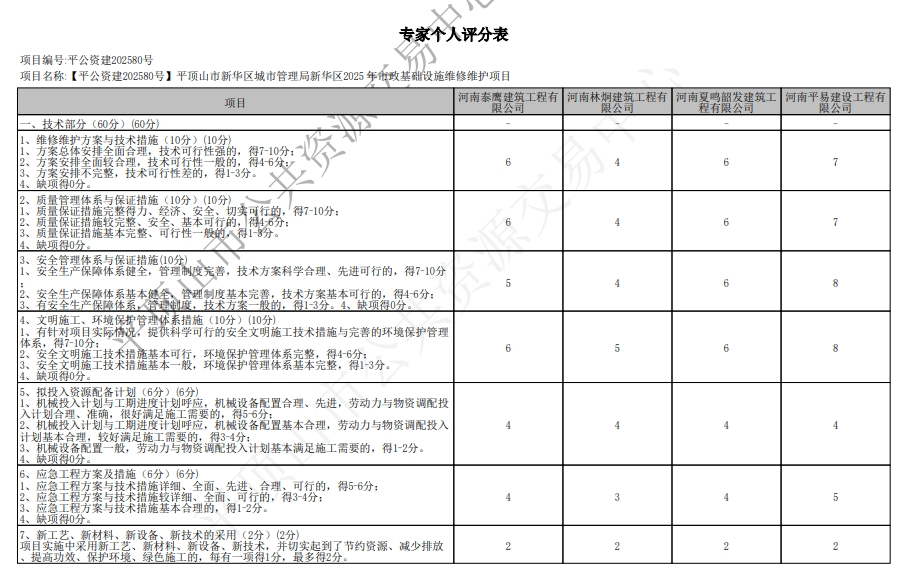 专家个人评分表
项目编号:平公资建202580号
项目名称:【平公资建202580号】平顶山市新华区城市管理局新华区2025年市政基础设施维修维护项目
项目 河南泰鹰建筑工程有限公司 河南林炯建筑工程有限公司 河南夏鸣韶发建筑工程有限公司 河南平易建设工程有限公司
一、技术部分（60分）(60分) - - - -
1、维修维护方案与技术措施（10分）(10分)
1、方案总体安排全面合理，技术可行性强的，得7-10分；
2、方案安排全面较合理，技术可行性一般的，得4-6分；
3、方案安排不完整，技术可行性差的，得1-3分。
4、缺项得0分。
6 4 6 7
2、质量管理体系与保证措施（10分）(10分)
1、质量保证措施完整得力、经济、安全、切实可行的，得7-10分；
2、质量保证措施较完整、安全、基本可行的，得4-6分；
3、质量保证措施基本完整、可行性一般的，得1-3分。
4、缺项得0分。
6 4 6 7
3、安全管理体系与保证措施(10分)
1、安全生产保障体系健全，管理制度完善，技术方案科学合理、先进可行的，得7-10分
；
2、安全生产保障体系基本健全，管理制度基本完善，技术方案基本可行的，得4-6分；
3、有安全生产保障体系，管理制度，技术方案一般的，得1-3分。4、缺项得0分。
5 4 6 8
4、文明施工、环境保护管理体系措施（10分）(10分)
1、有针对项目实际情况，提供科学可行的安全文明施工技术措施与完善的环境保护管理
体系，得7-10分；
2、安全文明施工技术措施基本可行，环境保护管理体系完整，得4-6分；
3、安全文明施工技术措施基本一般，环境保护管理体系基本完整，得1-3分。
4、缺项得0分。
6 5 6 8
5、拟投入资源配备计划（6分）(6分)
1、机械投入计划与工期进度计划呼应，机械设备配置合理、先进，劳动力与物资调配投
入计划合理、准确，很好满足施工需要的，得5-6分；
2、机械投入计划与工期进度计划呼应，机械设备配置基本合理，劳动力与物资调配投入
计划基本合理，较好满足施工需要的，得3-4分；
3、机械设备配置一般，劳动力与物资调配投入计划基本满足施工需要的，得1-2分。
4、缺项得0分。
4 4 4 4
6、应急工程方案及措施（6分）(6分)
1、应急工程方案与技术措施详细、全面、先进、合理、可行的，得5-6分；
2、应急工程方案与技术措施较详细、全面、可行的，得3-4分；
3、应急工程方案与技术措施基本合理的，得1-2分。
4、缺项得0分。
4 3 4 5
7、新工艺、新材料、新设备、新技术的采用（2分）(2分)
项目实施中采用新工艺、新材料、新设备、新技术，并切实起到了节约资源、减少排放
、提高功效、保护环境、绿色施工的，每有一项得1分，最多得2分。
2 2 2 2
平顶山市公共资源交易中心
平顶山市公共资源交易中心